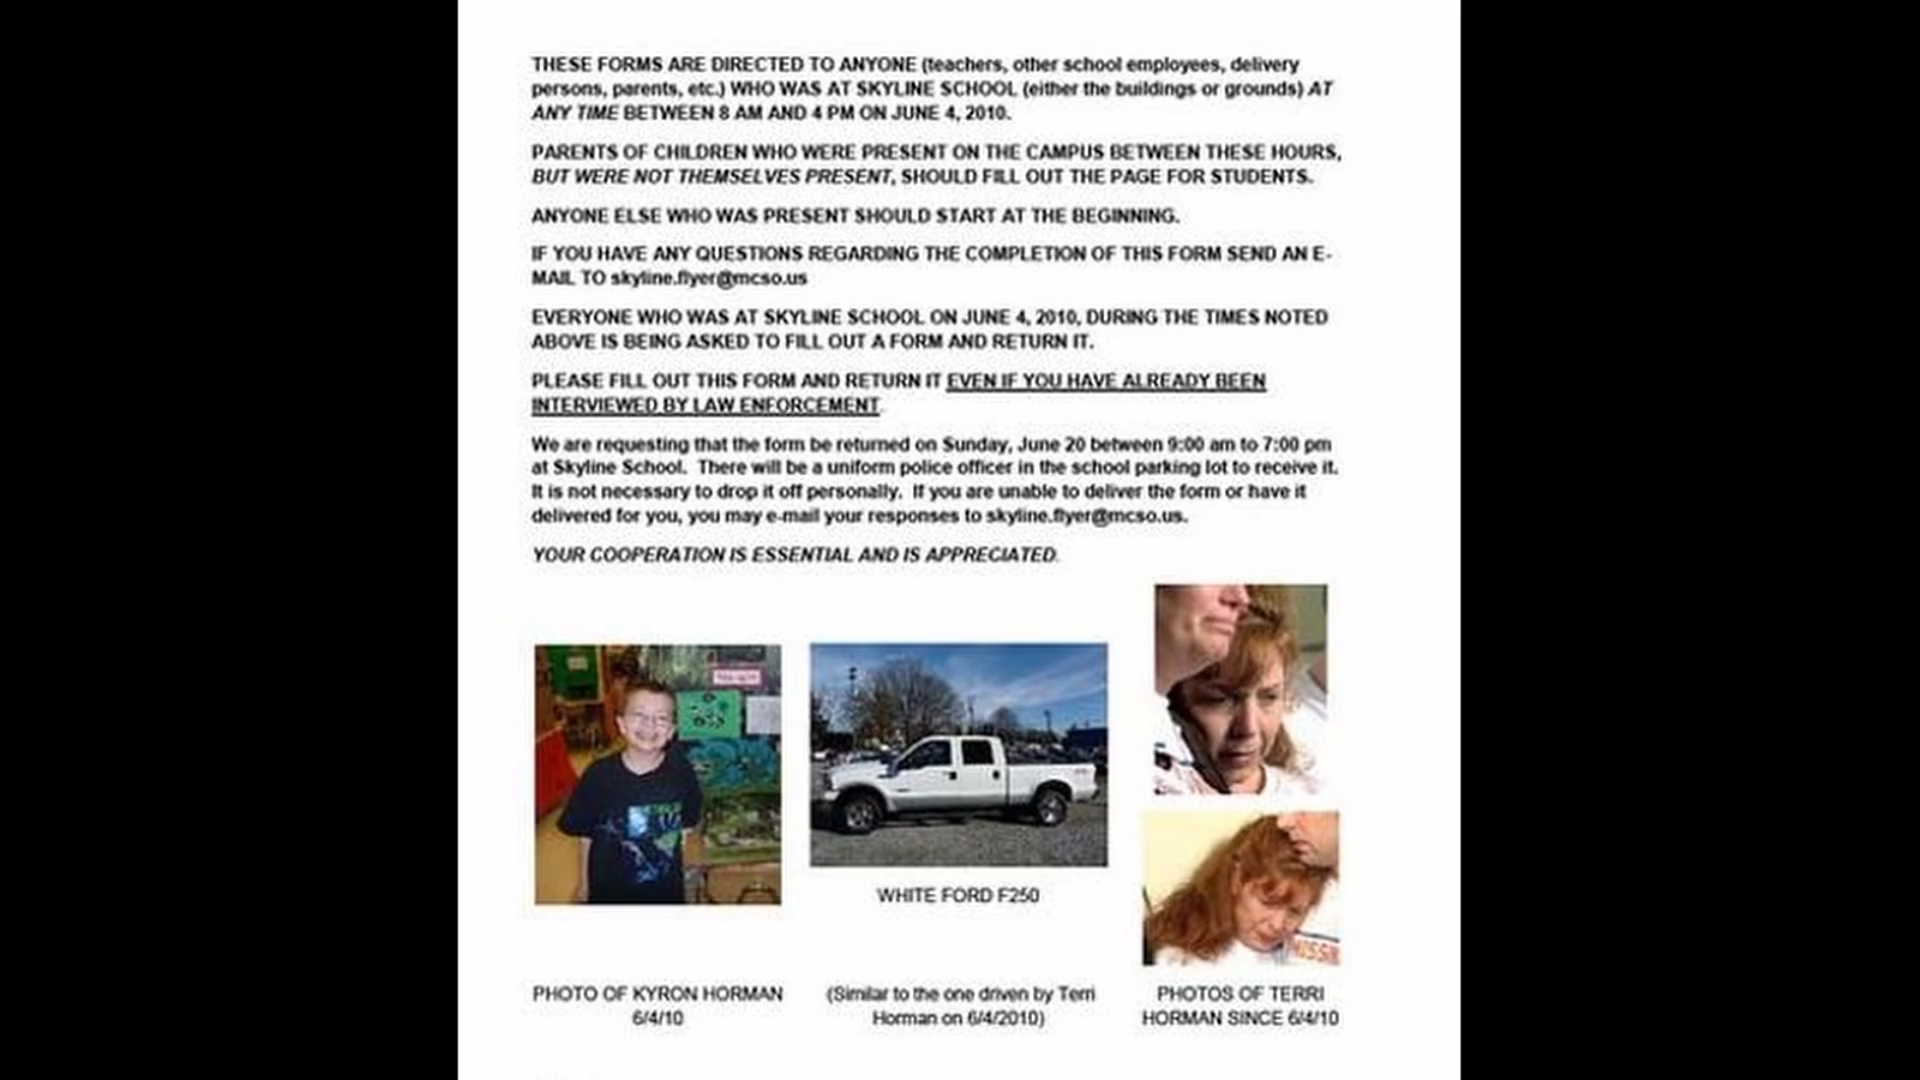 THESE FORMS ARE DIRECTED TO ANYONE (teachers, other school employees, delivery
persons, parents, etc.) WHO WAS AT SKYLINE SCHOOL (either the buildings or grounds) AT
ANY TIME BETWEEN 8 AM AND 4 PM ON JUNE 4, 2010.
PARENTS OF CHILDREN WHO WERE PRESENT ON THE CAMPUS BETWEEN THESE HOURS,
BUT WERE NOT THEMSELVES PRESENT, SHOULD FILL OUT THE PAGE FOR STUDENTS.
ANYONE ELSE WHO WAS PRESENT SHOULD START AT THE BEGINNING.
IF YOU HAVE ANY QUESTIONS REGARDING THE COMPLETION OF THIS FORM SEND AN E-
MAIL TO skyline.flyer@mcso.us
EVERYONE WHO WAS AT SKYLINE SCHOOL ON JUNE 4, 2010, DURING THE TIMES NOTED
ABOVE IS BEING ASKED TO FILL OUT A FORM AND RETURN IT.
PLEASE FILL OUT THIS FORM AND RETURN IT EVEN IF YOU HAVE ALREADY BEEN
INTERVIEWED BY LAW ENFORCEMENT.
We are requesting that the form be returned on Sunday, June 20 between 9:00 am to 7:00 pm
at Skyline School. There will be a uniform police officer in the school parking lot to receive it.
It is not necessary to drop it off personally. If you are unable to deliver the form or have it
delivered for you, you may e-mail your responses to skyline.flyer@mcso.us.
YOUR COOPERATION IS ESSENTIAL AND IS APPRECIATED.
WHITE FORD F250
PHOTO OF KYRON HORMAN
6/4/10
(Similar to the one driven by Terri
Horman on 6/4/2010)
PHOTOS OF TERRI
HORMAN SINCE 6/4/10